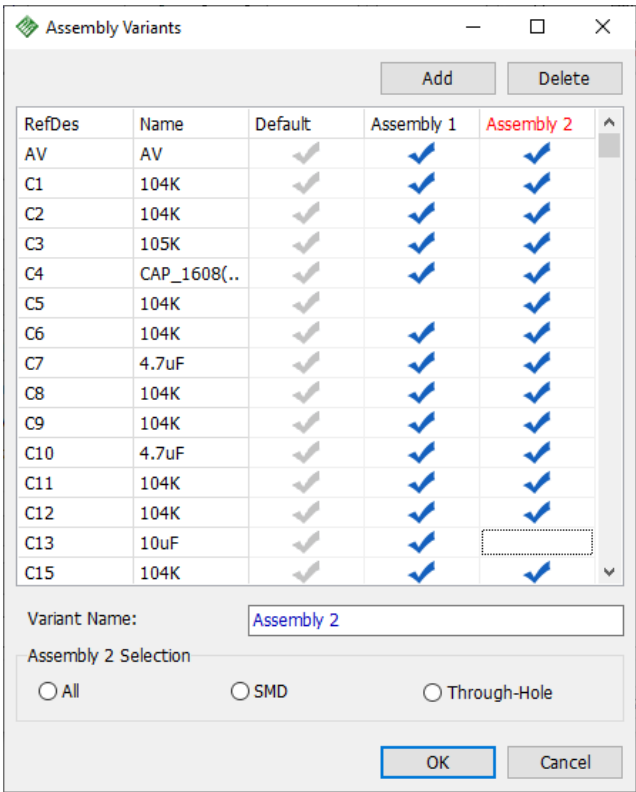 Assembly Variants
Add Delete
RefDes Name Default Assembly 1 Assembly 2
AV AV
C1 104K
C2 104K
C3 105K
C4 CAP_1608(..
C5 104K
C6 104K
C7 4.7uF
C8 104K
C9 104K
C10 4.7uF
C11 104K
C12 104K
C13 10uF
C15 104K
Variant Name: Assembly 2
Assembly 2 Selection
All SMD Through-Hole
OK Cancel